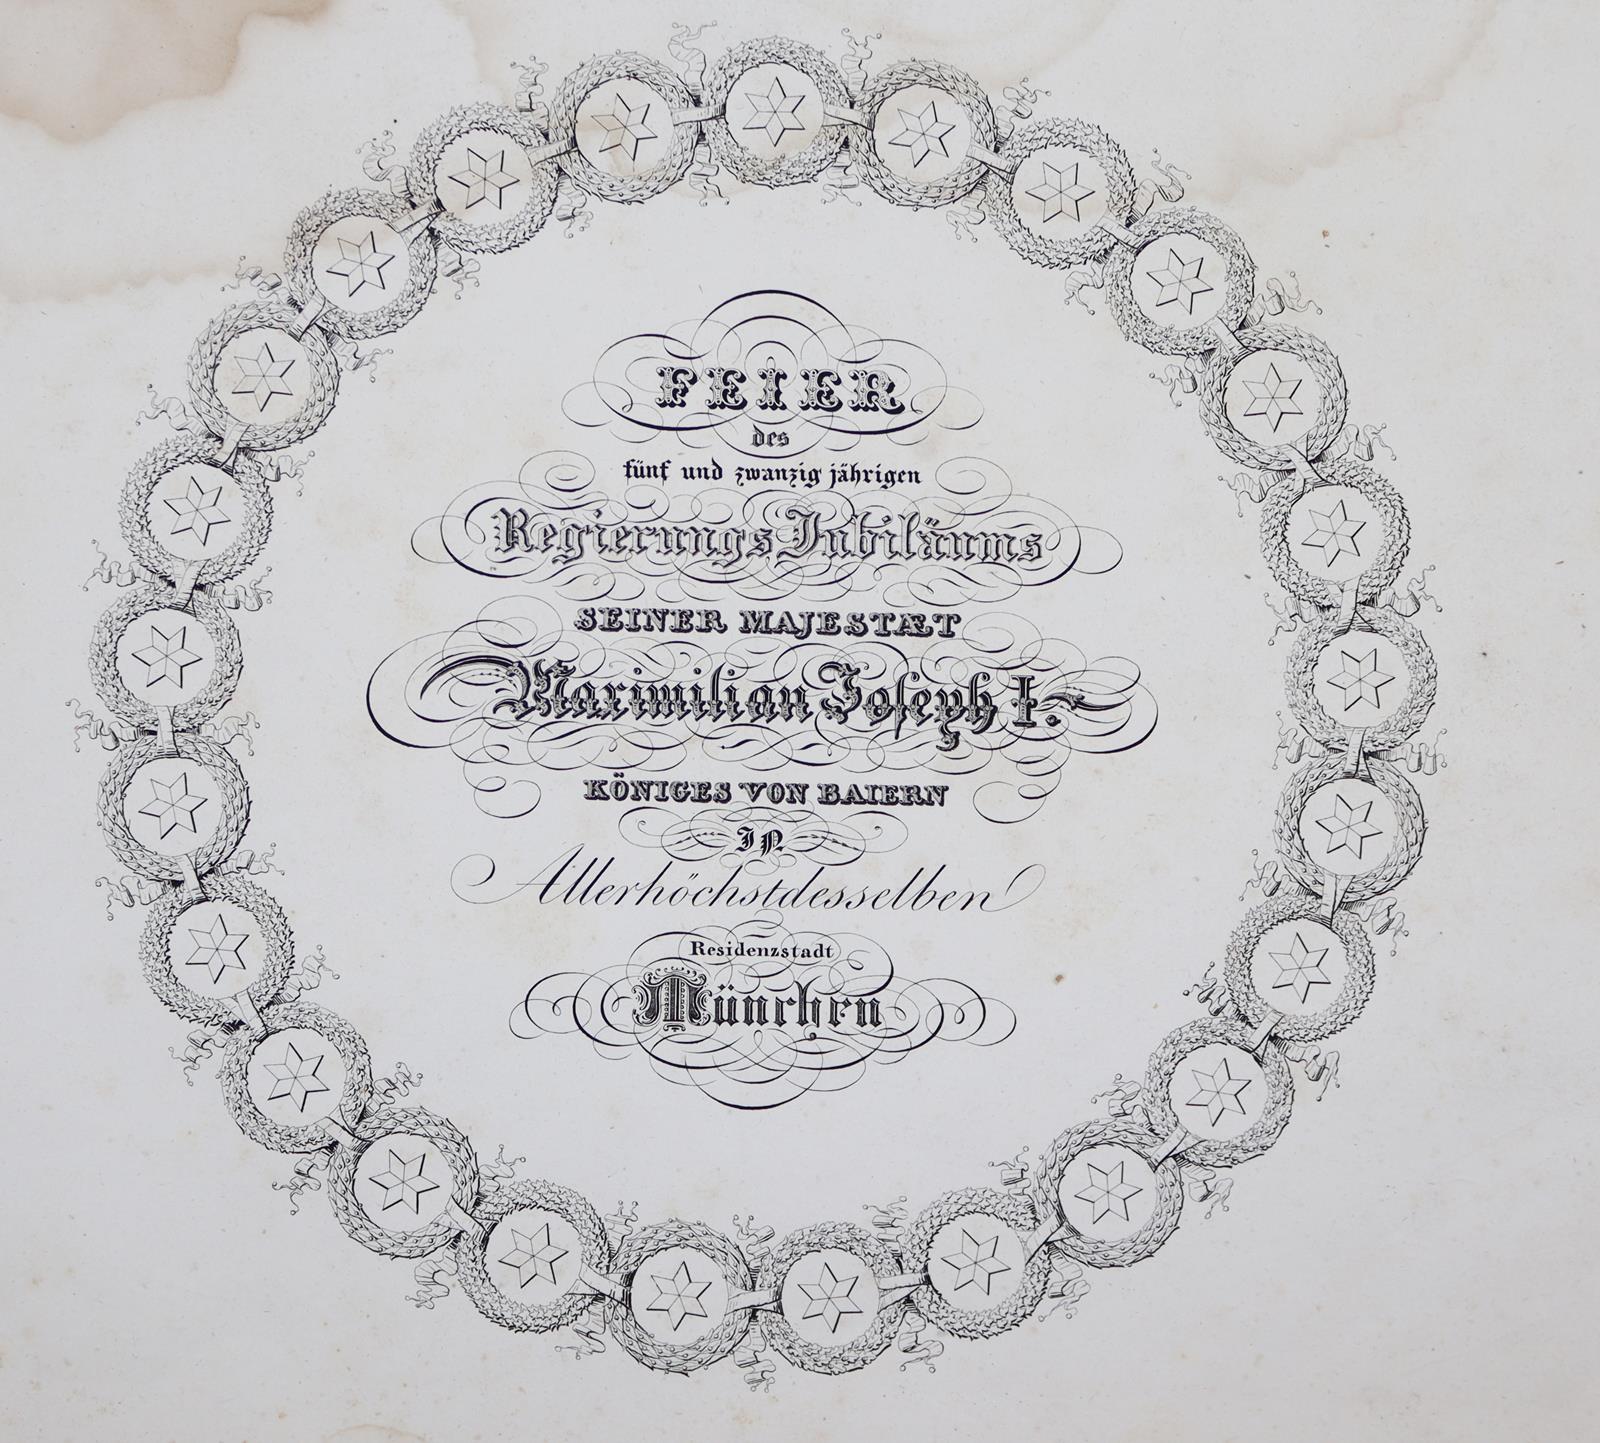 FEIER
des
fünf und zwanzig jährigen
Regierungs Jubiläums
SEINER MAJESTÆT
Maximilian Joseph I.
KÖNIGES VON BAIERN
IN
Allerhöchstdesselben
Residenzstadt
München